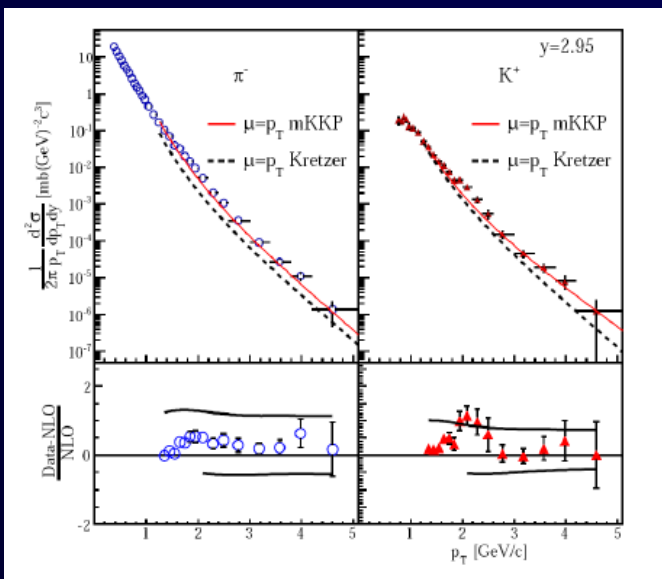 π⁻
K⁺
y=2.95
μ=p_T mKKP
μ=p_T Kretzer
μ=p_T mKKP
μ=p_T Kretzer
1/(2π p_T) d²σ/(dp_T dy) [mb(GeV)⁻²c³]
10
1
10⁻¹
10⁻²
10⁻³
10⁻⁴
10⁻⁵
10⁻⁶
10⁻⁷
Data-NLO
NLO
2
0
-2
1 2 3 4 5
1 2 3 4 5
p_T [GeV/c]